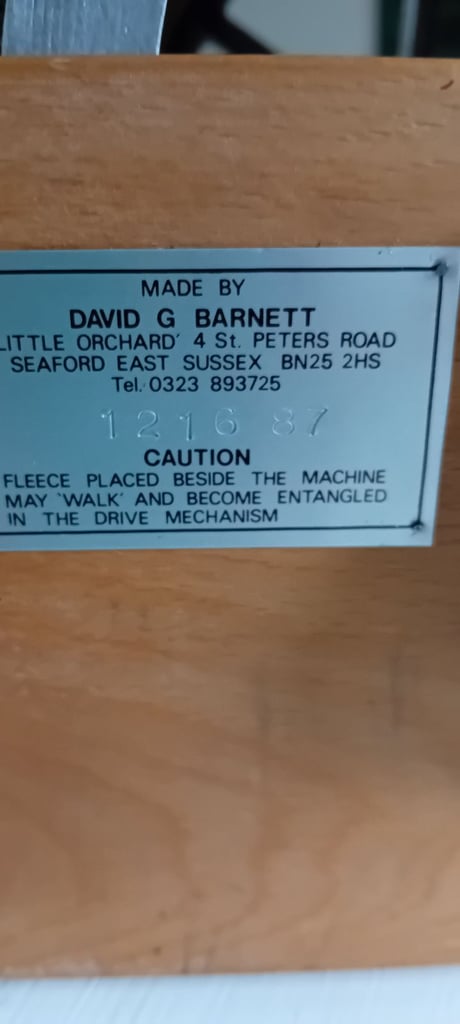 MADE BY
DAVID G BARNETT
LITTLE ORCHARD' 4 St. PETERS ROAD
SEAFORD EAST SUSSEX BN25 2HS
Tel. 0323 893725
1216 87
CAUTION
FLEECE PLACED BESIDE THE MACHINE
MAY 'WALK' AND BECOME ENTANGLED
IN THE DRIVE MECHANISM